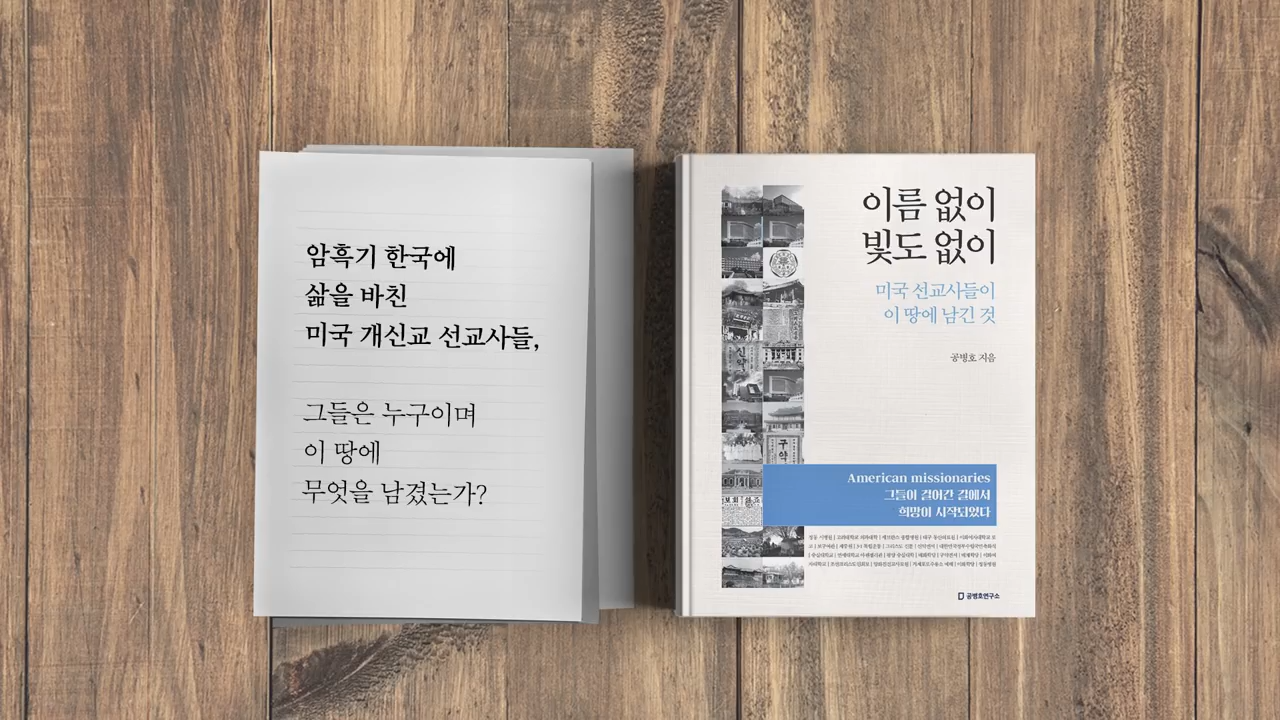 암흑기 한국에
삶을 바친
미국 개신교 선교사들,
그들은 누구이며
이 땅에
무엇을 남겼는가?
이름 없이
빛도 없이
미국 선교사들이
이 땅에 남긴 것
공병호 지음
신약
구약
American missionaries
그들이 걸어간 길에서
희망이 시작되었다
공병호연구소